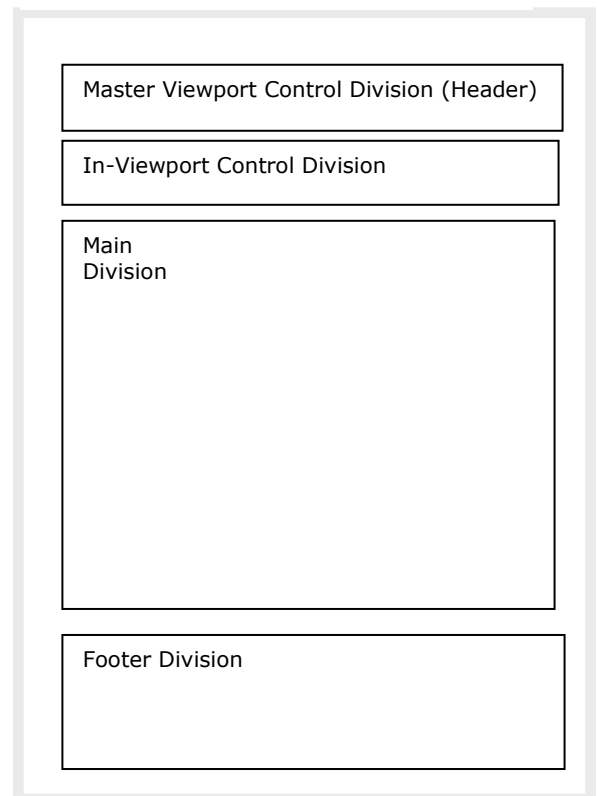 Master Viewport Control Division (Header)
In-Viewport Control Division
Main
Division
Footer Division